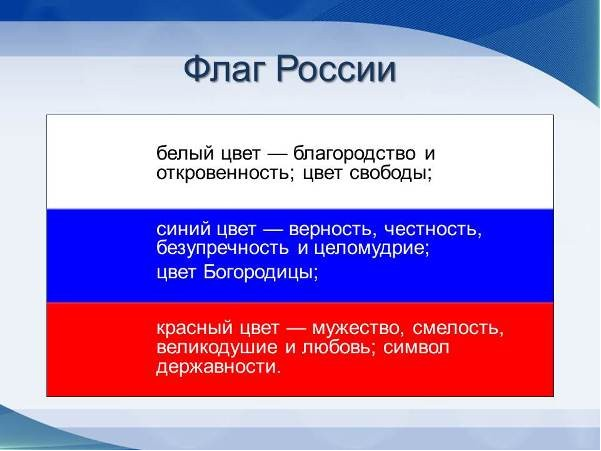 Флаг России
белый цвет — благородство и
откровенность; цвет свободы;
синий цвет — верность, честность,
безупречность и целомудрие;
цвет Богородицы;
красный цвет — мужество, смелость,
великодушие и любовь; символ
державности.